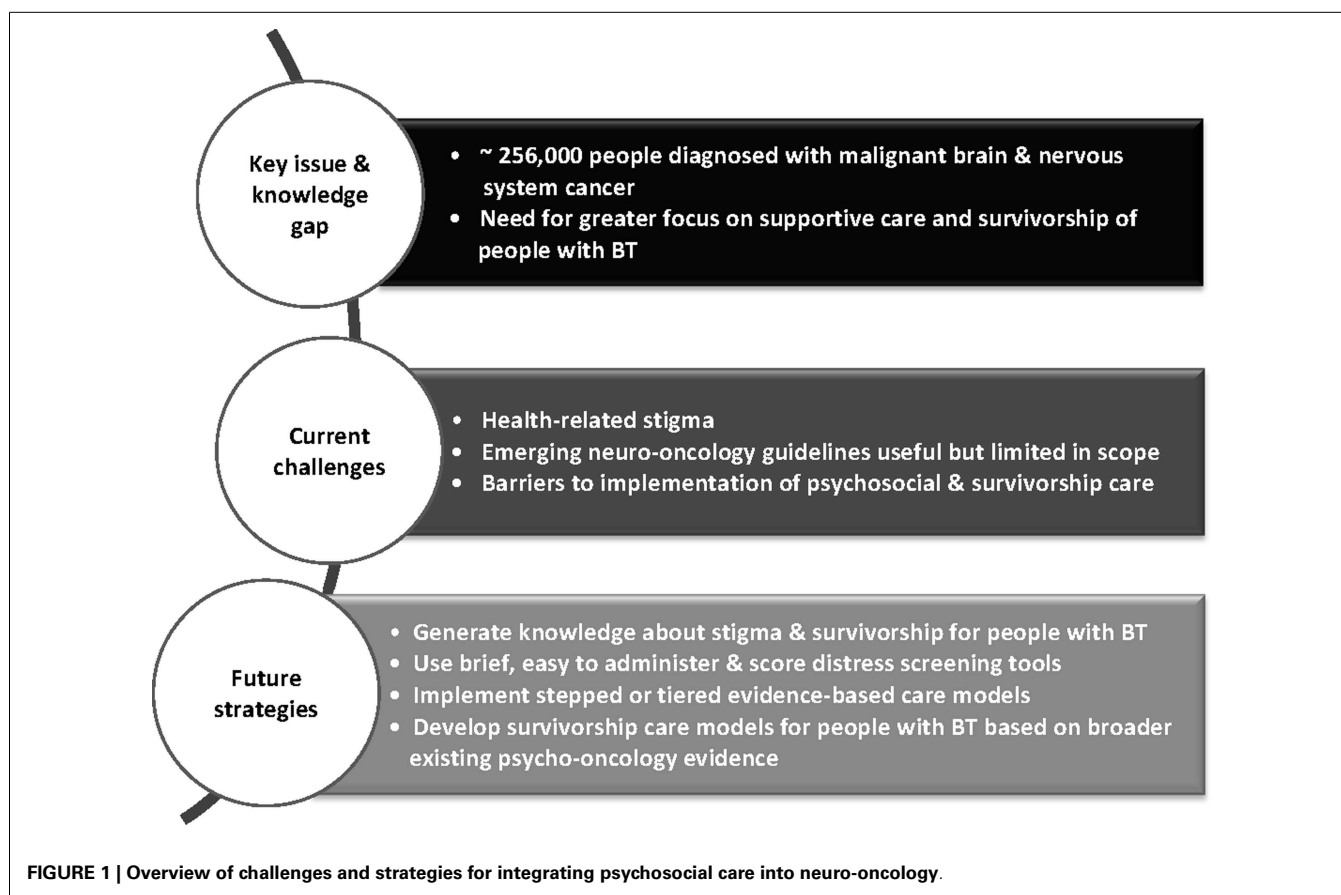 Key issue &
knowledge
gap
• ~ 256,000 people diagnosed with malignant brain & nervous
system cancer
• Need for greater focus on supportive care and survivorship of
people with BT
Current
challenges
• Health-related stigma
• Emerging neuro-oncology guidelines useful but limited in scope
• Barriers to implementation of psychosocial & survivorship care
Future
strategies
• Generate knowledge about stigma & survivorship for people with BT
• Use brief, easy to administer & score distress screening tools
• Implement stepped or tiered evidence-based care models
• Develop survivorship care models for people with BT based on broader
existing psycho-oncology evidence
FIGURE 1 | Overview of challenges and strategies for integrating psychosocial care into neuro-oncology.